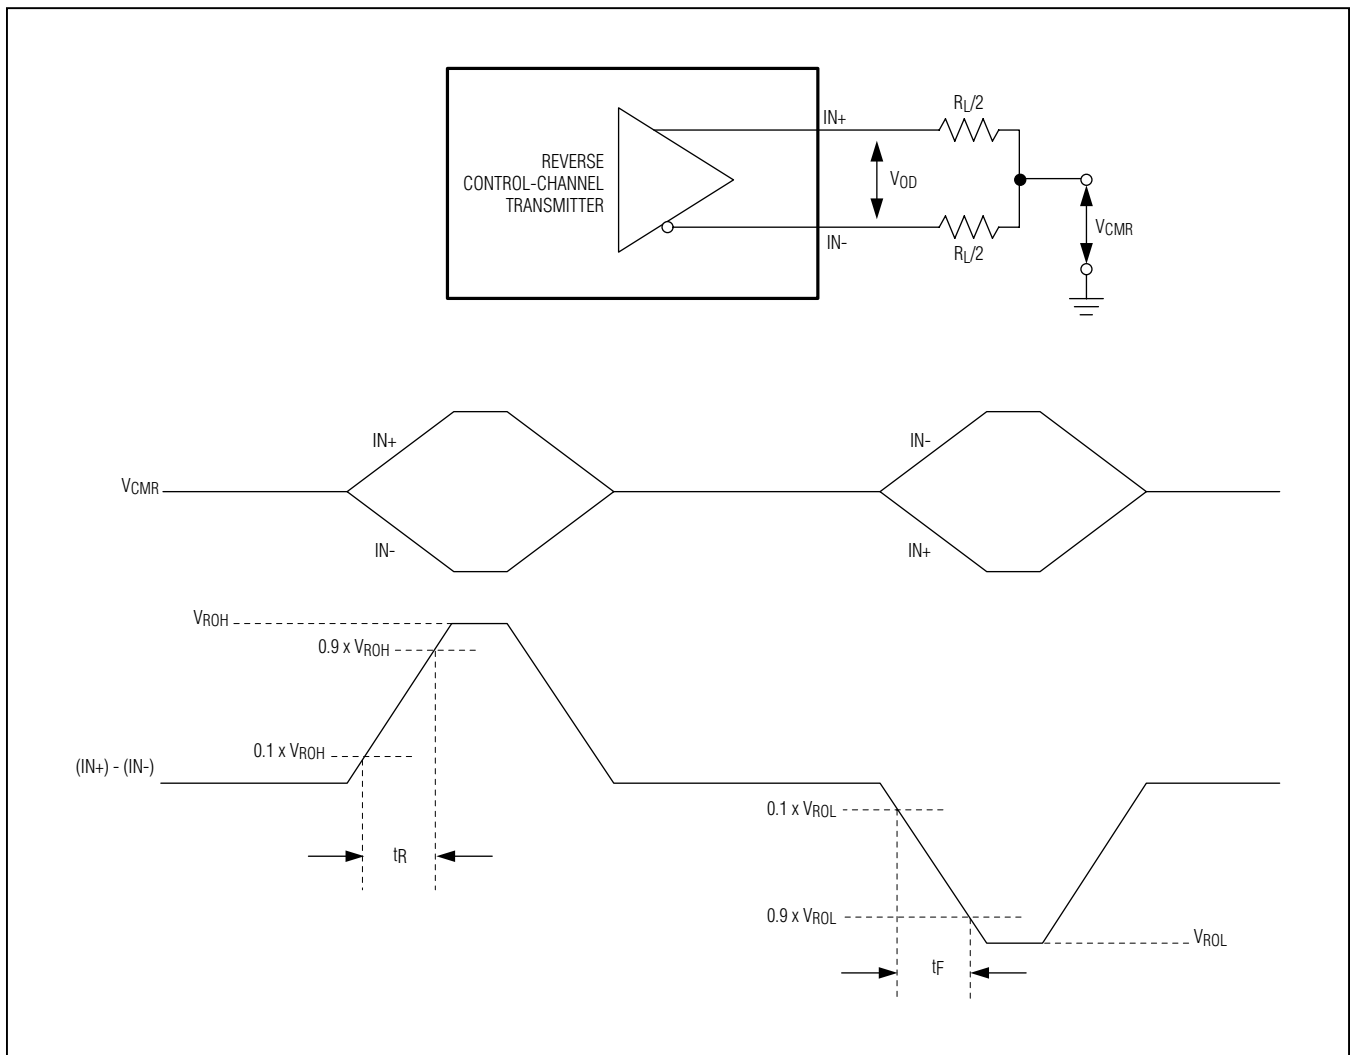 IN+
RL/2
REVERSE
CONTROL-CHANNEL
TRANSMITTER
VOD
IN-
RL/2
VCMR
IN+
IN-
VCMR
IN-
IN+
VROH
0.9 x VROH
0.1 x VROH
(IN+) - (IN-)
tR
0.1 x VROL
0.9 x VROL
VROL
tF